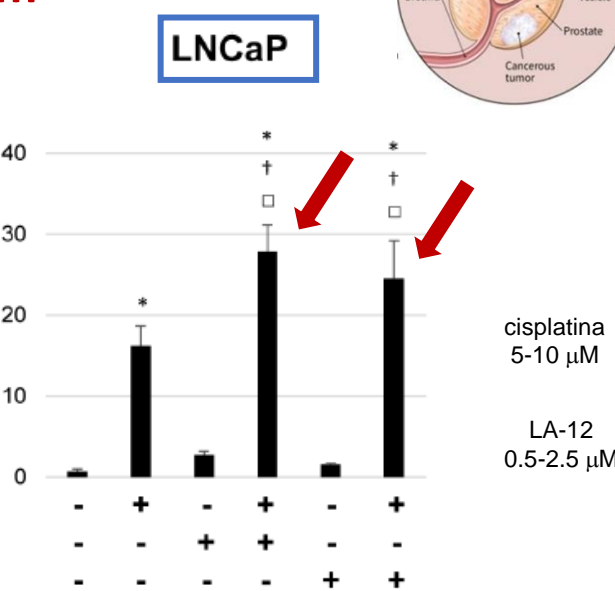 LNCaP
Prostate
Cancerous
tumor
* *
† †
□ □
*
40
30
20
10
0
- + - + - +
- - + + - -
- - - - + +
cisplatina
5-10 μM
LA-12
0.5-2.5 μM